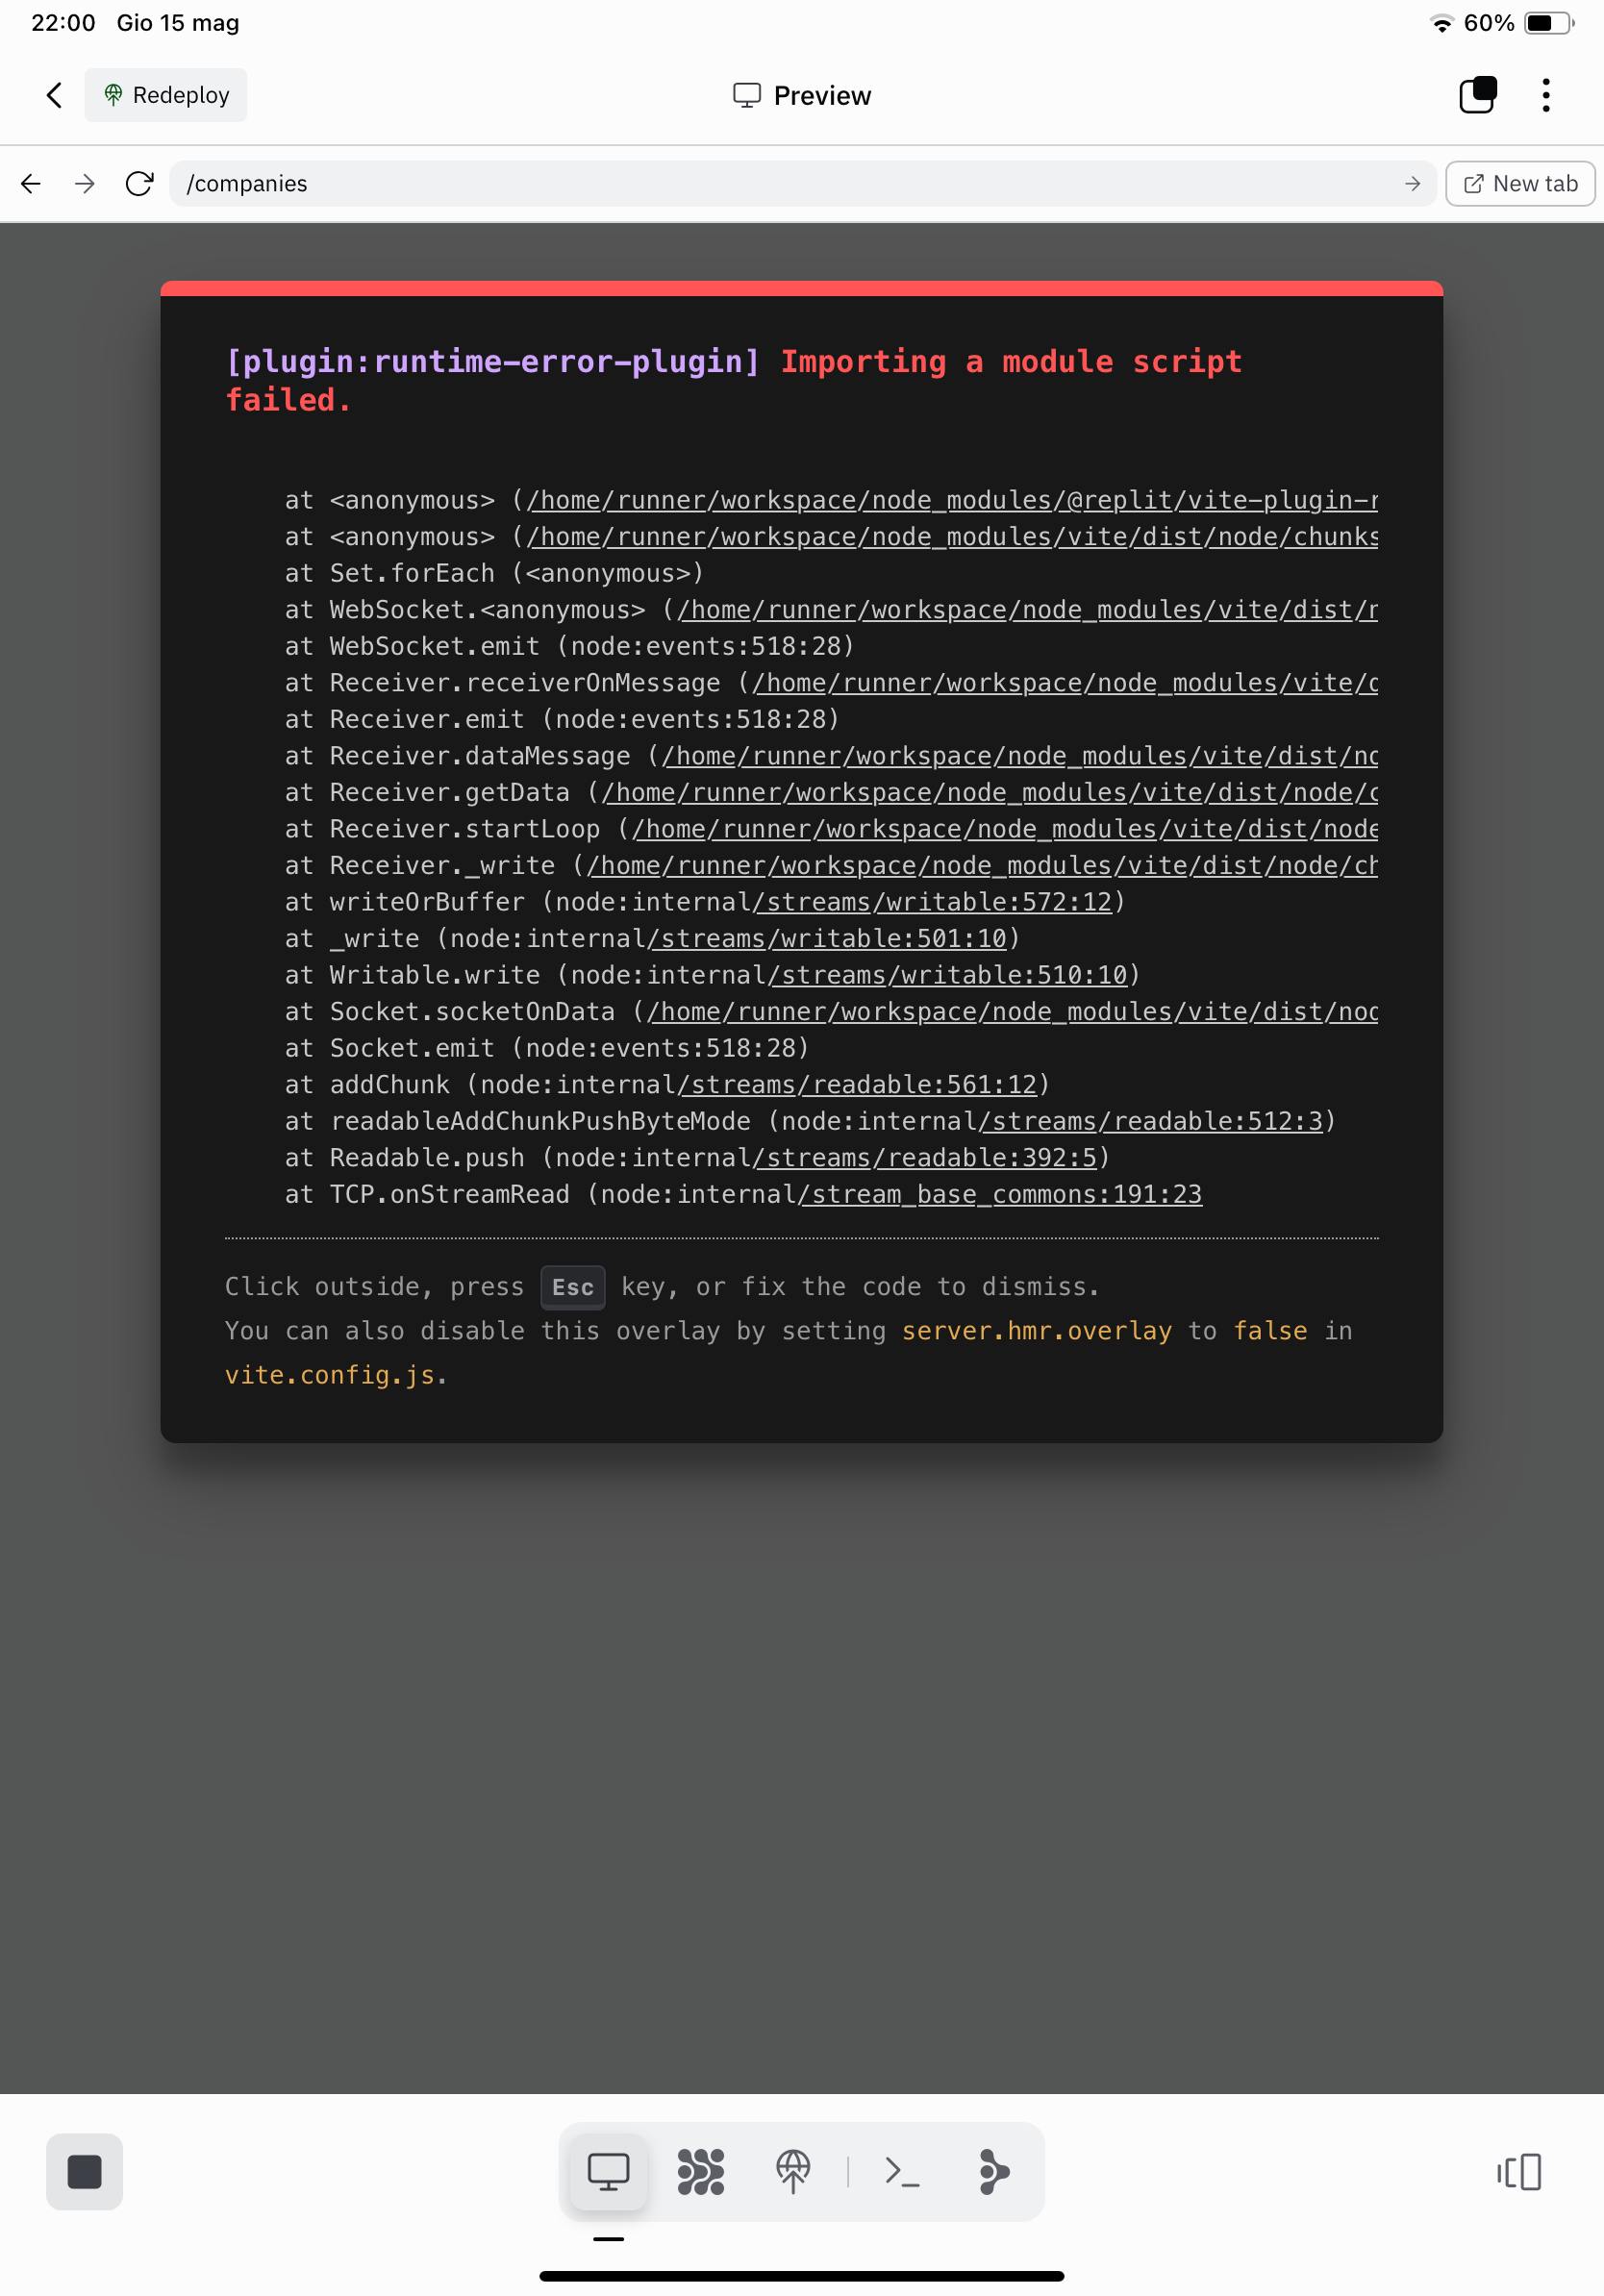 22:00 Gio 15 mag 60%
Redeploy Preview
/companies New tab
[plugin:runtime-error-plugin] Importing a module script
failed.
at <anonymous> (/home/runner/workspace/node_modules/@replit/vite-plugin-r
at <anonymous> (/home/runner/workspace/node_modules/vite/dist/node/chunks
at Set.forEach (<anonymous>)
at WebSocket.<anonymous> (/home/runner/workspace/node_modules/vite/dist/n
at WebSocket.emit (node:events:518:28)
at Receiver.receiverOnMessage (/home/runner/workspace/node_modules/vite/d
at Receiver.emit (node:events:518:28)
at Receiver.dataMessage (/home/runner/workspace/node_modules/vite/dist/no
at Receiver.getData (/home/runner/workspace/node_modules/vite/dist/node/c
at Receiver.startLoop (/home/runner/workspace/node_modules/vite/dist/node
at Receiver._write (/home/runner/workspace/node_modules/vite/dist/node/ch
at writeOrBuffer (node:internal/streams/writable:572:12)
at _write (node:internal/streams/writable:501:10)
at Writable.write (node:internal/streams/writable:510:10)
at Socket.socketOnData (/home/runner/workspace/node_modules/vite/dist/nod
at Socket.emit (node:events:518:28)
at addChunk (node:internal/streams/readable:561:12)
at readableAddChunkPushByteMode (node:internal/streams/readable:512:3)
at Readable.push (node:internal/streams/readable:392:5)
at TCP.onStreamRead (node:internal/stream_base_commons:191:23
Click outside, press Esc key, or fix the code to dismiss.
You can also disable this overlay by setting server.hmr.overlay to false in
vite.config.js.